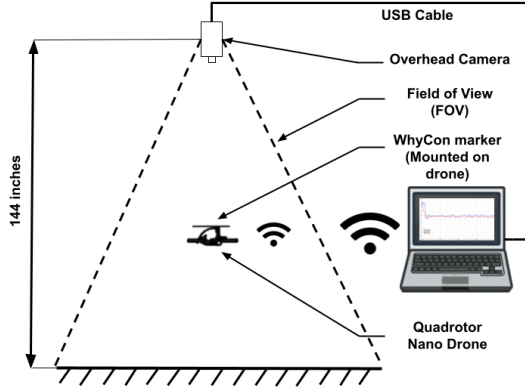 USB Cable
Overhead Camera
Field of View
(FOV)
WhyCon marker
(Mounted on
drone)
144 inches
Quadrotor
Nano Drone